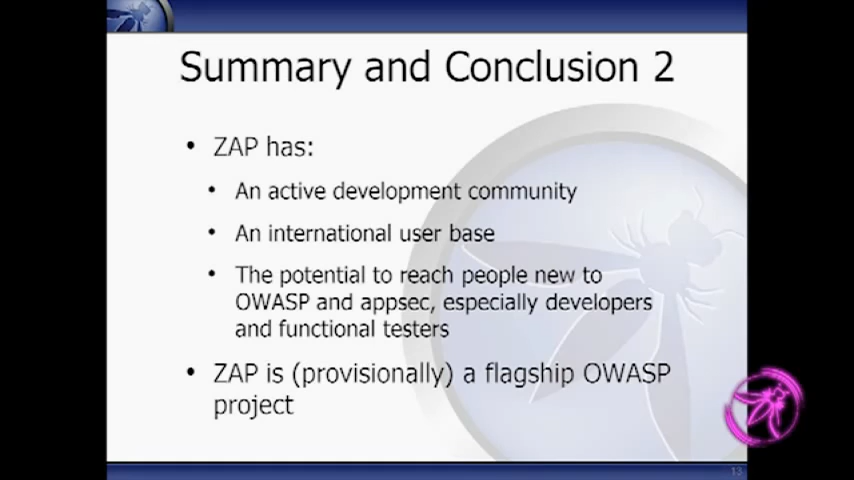 Summary and Conclusion 2
• ZAP has:
• An active development community
• An international user base
• The potential to reach people new to
OWASP and appsec, especially developers
and functional testers
• ZAP is (provisionally) a flagship OWASP
project
13